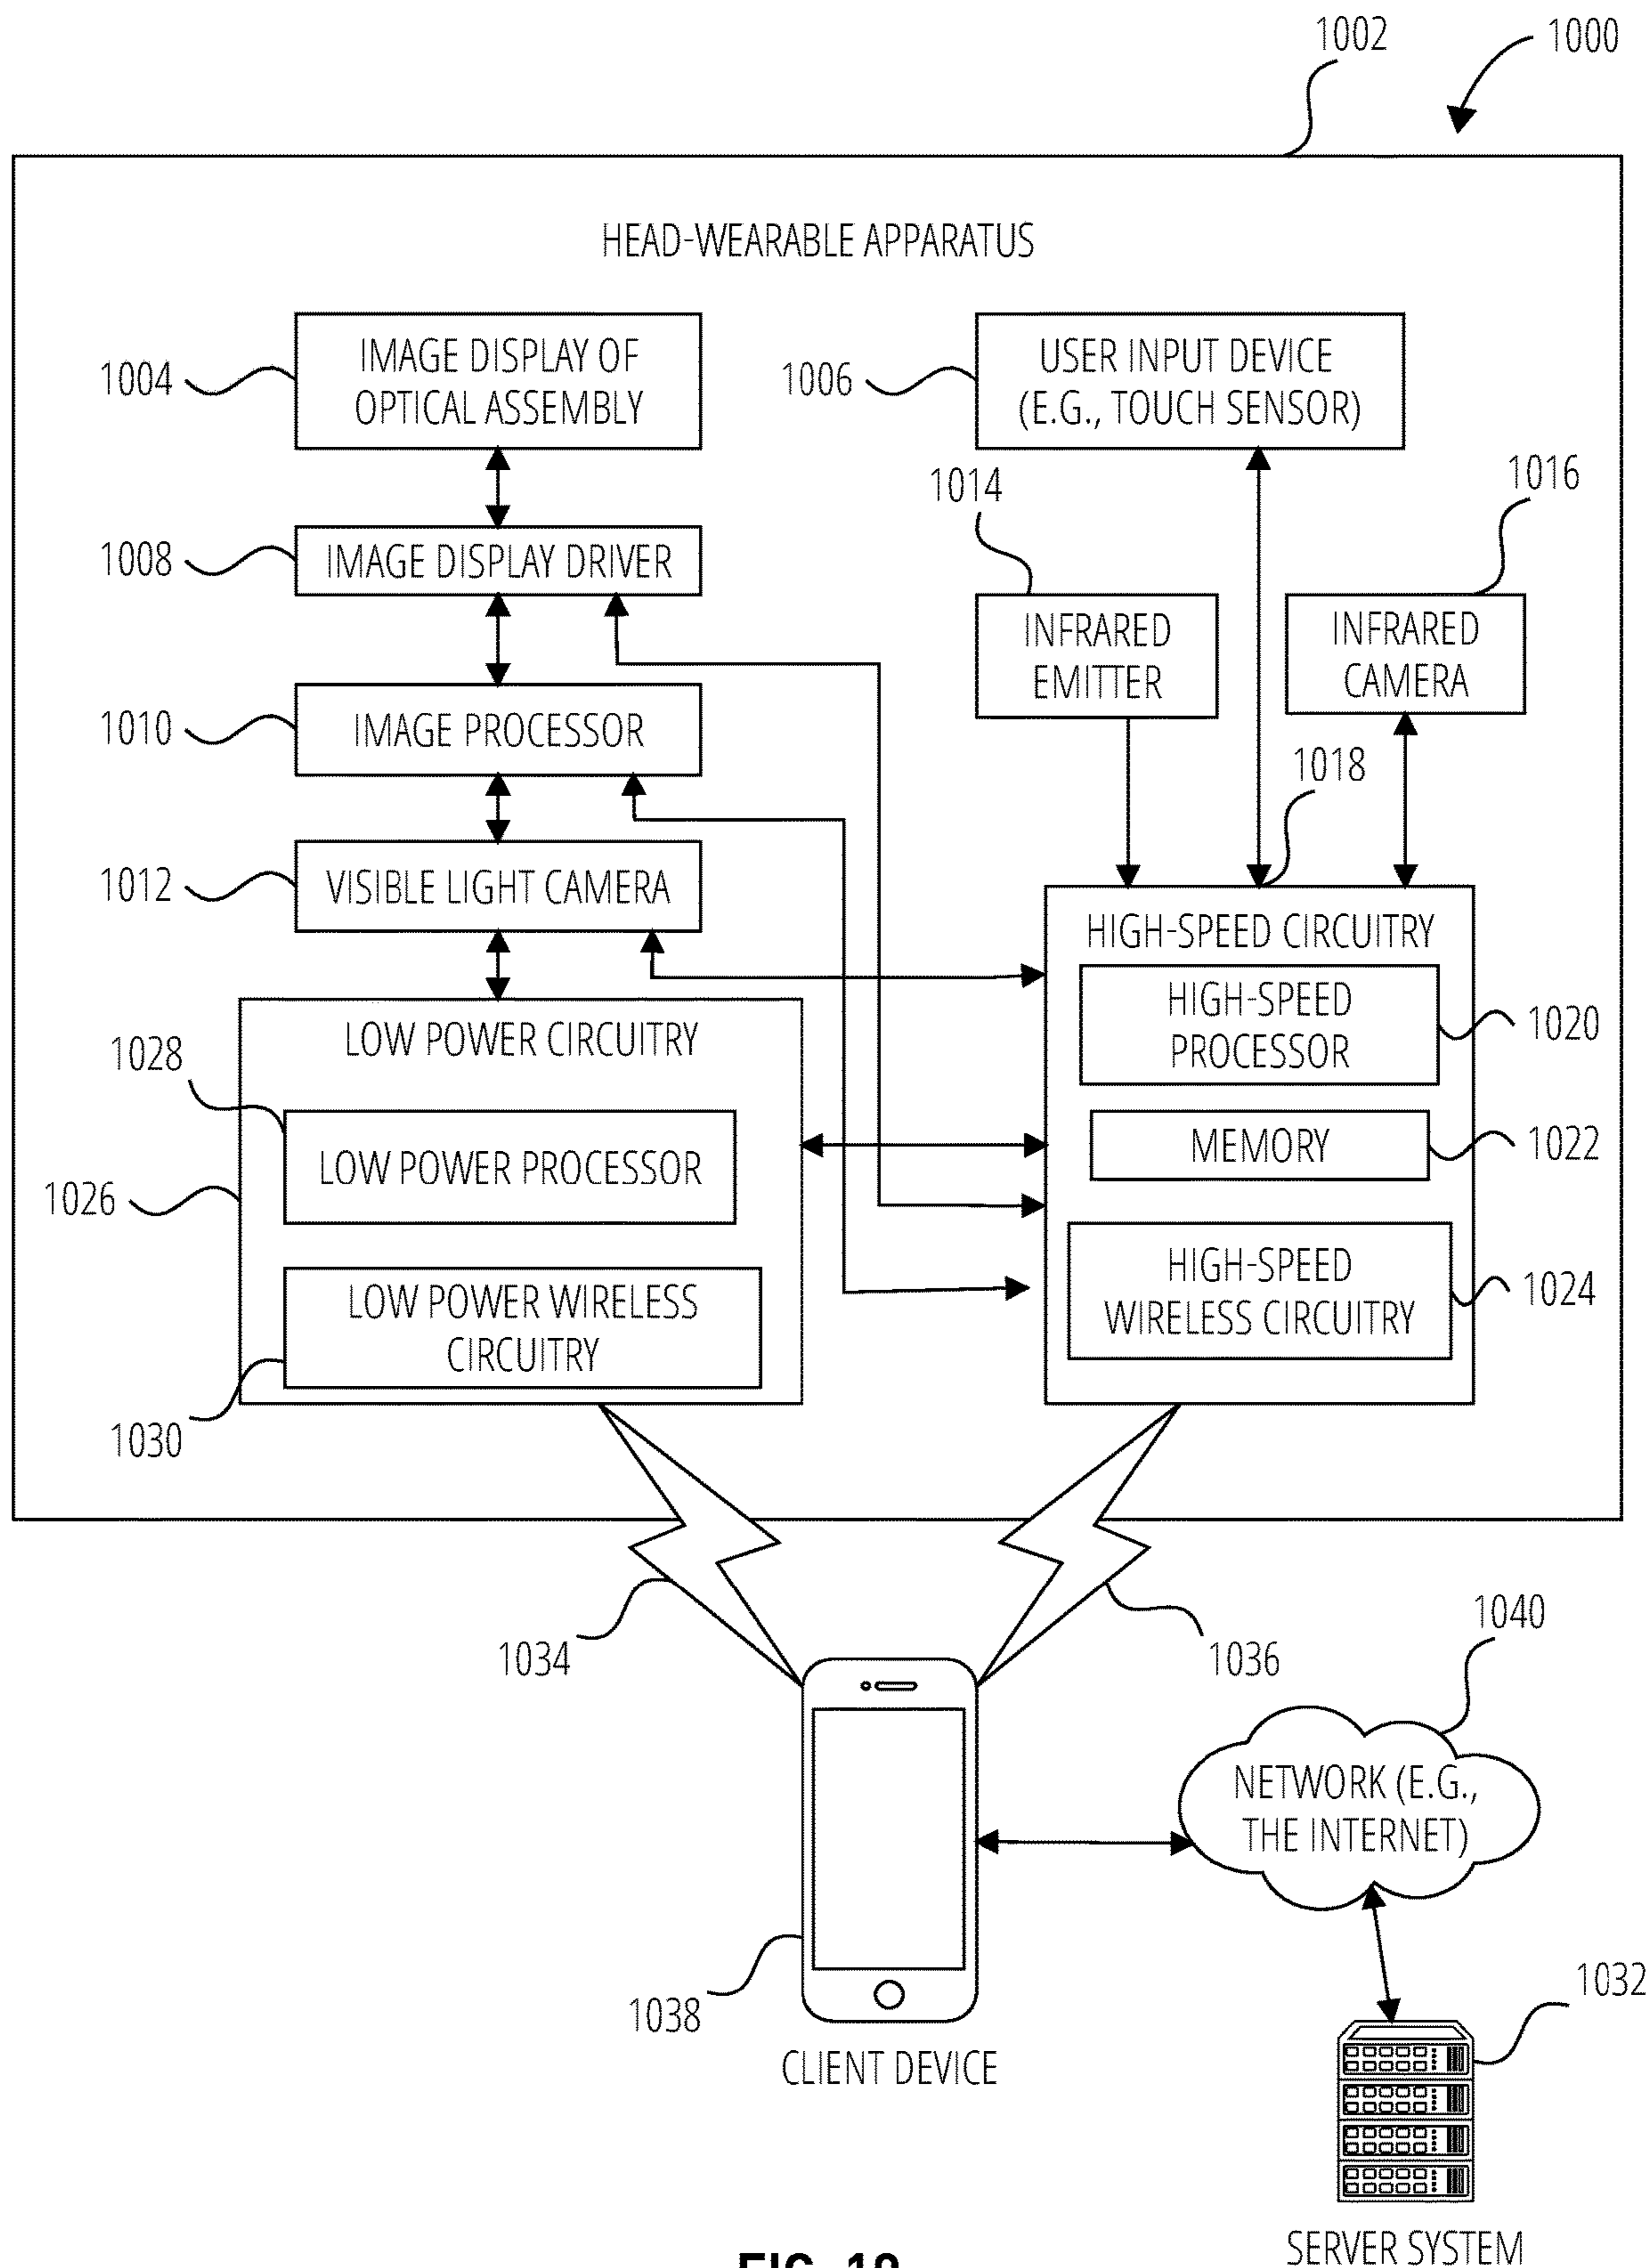 1002
1000
HEAD-WEARABLE APPARATUS
1004
IMAGE DISPLAY OF
OPTICAL ASSEMBLY
1006
USER INPUT DEVICE
(E.G., TOUCH SENSOR)
1014
1016
1008
IMAGE DISPLAY DRIVER
INFRARED
EMITTER
INFRARED
CAMERA
1010
IMAGE PROCESSOR
1018
1012
VISIBLE LIGHT CAMERA
HIGH-SPEED CIRCUITRY
HIGH-SPEED
PROCESSOR
1020
LOW POWER CIRCUITRY
1028
LOW POWER PROCESSOR
MEMORY
1022
1026
HIGH-SPEED
WIRELESS CIRCUITRY
1024
LOW POWER WIRELESS
CIRCUITRY
1030
1034
1036
1040
NETWORK (E.G.,
THE INTERNET)
1038
CLIENT DEVICE
1032
SERVER SYSTEM